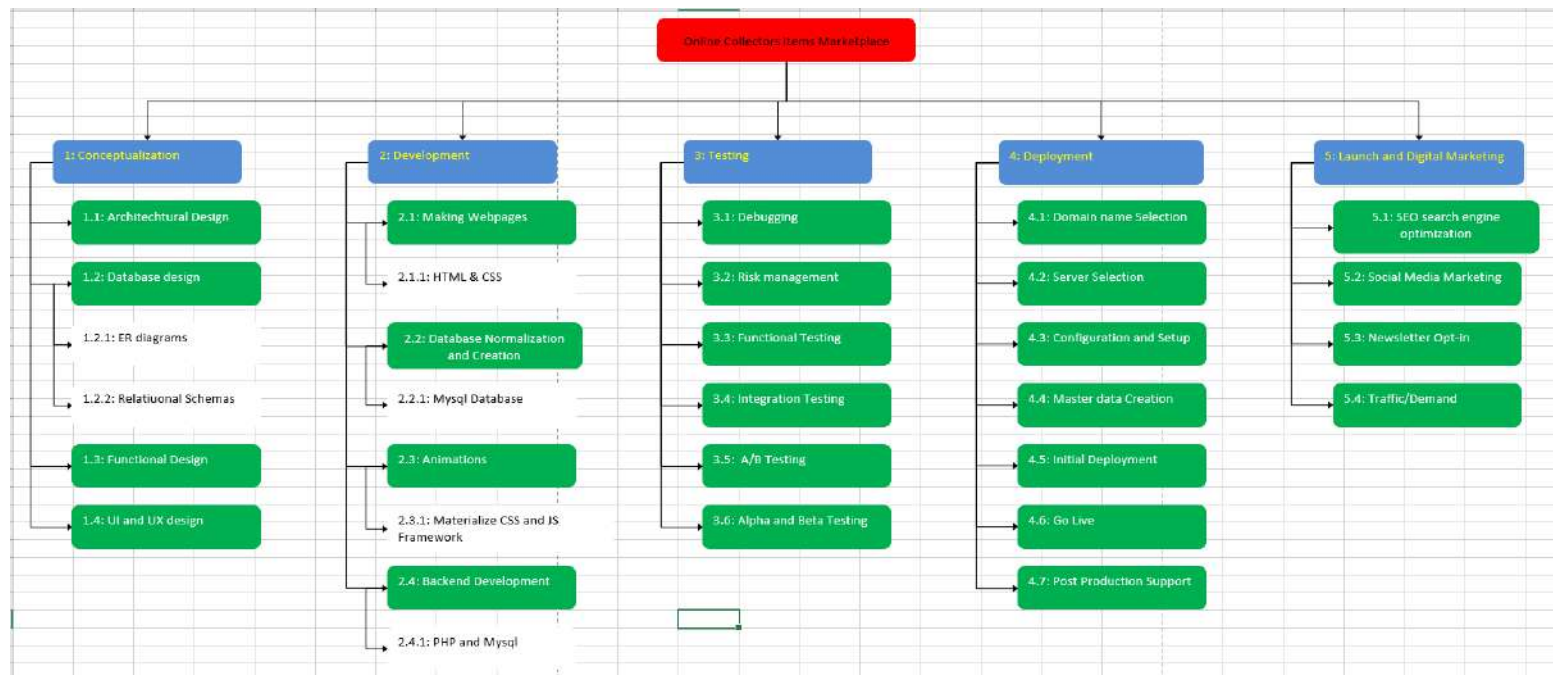 Online Collectors Items Marketplace
1: Conceptualization
1.1: Architechtural Design
1.2: Database design
1.2.1: ER diagrams
1.2.2: Relatiuonal Schemas
1.3: Functional Design
1.4: UI and UX design
2: Development
2.1: Making Webpages
2.1.1: HTML & CSS
2.2: Database Normalization
and Creation
2.2.1: Mysql Database
2.3: Animations
2.3.1: Materialize CSS and JS
Framework
2.4: Backend Development
2.4.1: PHP and Mysql
3: Testing
3.1: Debugging
3.2: Risk management
3.3: Functional Testing
3.4: Integration Testing
3.5: A/B Testing
3.6: Alpha and Beta Testing
4: Deployment
4.1: Domain name Selection
4.2: Server Selection
4.3: Configuration and Setup
4.4: Master data Creation
4.5: Initial Deployment
4.6: Go Live
4.7: Post Production Support
5: Launch and Digital Marketing
5.1: SEO search engine
optimization
5.2: Social Media Marketing
5.3: Newsletter Opt-in
5.4: Traffic/Demand